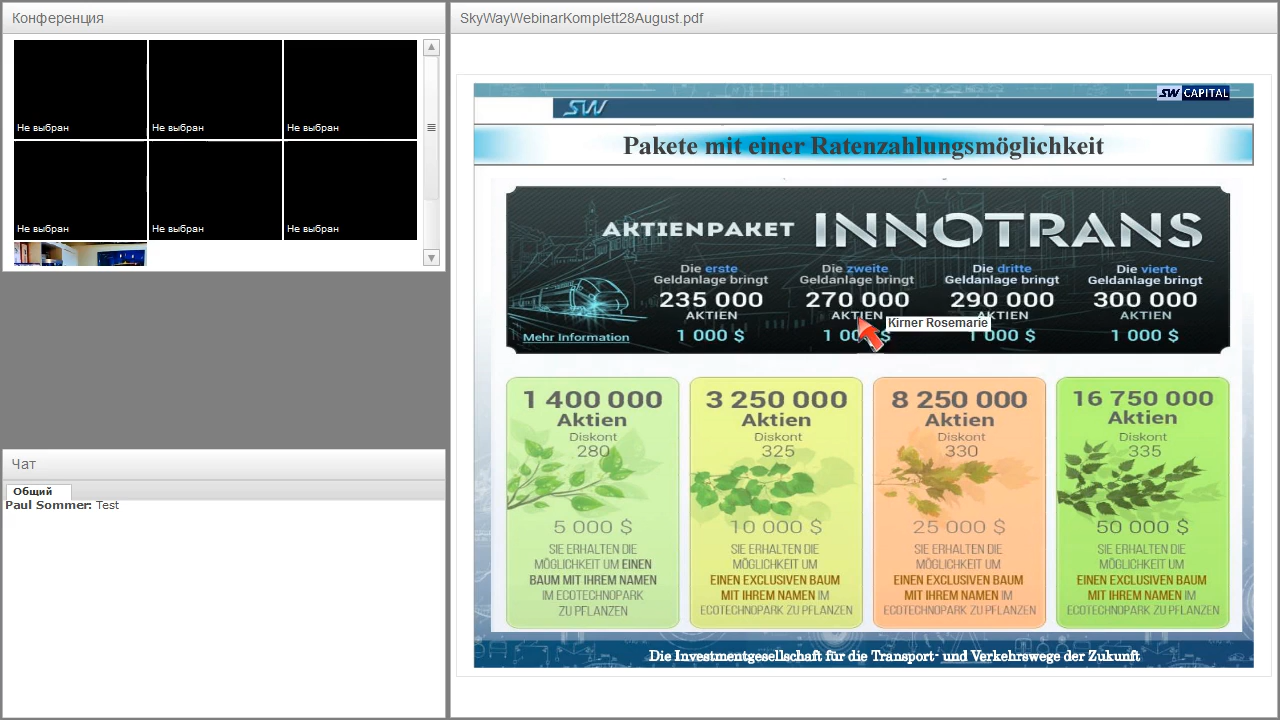 Конференция
Не выбран
Не выбран
Не выбран
Не выбран
Не выбран
Не выбран
Чат
Общий
Paul Sommer: Test
SkyWayWebinarKomplett28August.pdf
SW CAPITAL
SW
Pakete mit einer Ratenzahlungsmöglichkeit
AKTIENPAKET INNOTRANS
Die erste Geldanlage bringt
235 000
AKTIEN
1 000 $
Die zweite Geldanlage bringt
270 000
AKTIEN
Die dritte Geldanlage bringt
290 000
AKTIEN
1 000 $
Die vierte Geldanlage bringt
300 000
AKTIEN
1 000 $
Kirner Rosemarie
Mehr Information
1 400 000
Aktien
Diskont
280
5 000 $
SIE ERHALTEN DIE
MÖGLICHKEIT UM EINEN
BAUM MIT IHREM NAMEN
IM ECOTECHNOPARK
ZU PFLANZEN
3 250 000
Aktien
Diskont
325
10 000 $
SIE ERHALTEN DIE
MÖGLICHKEIT UM
EINEN EXCLUSIVEN BAUM
MIT IHREM NAMEN IM
ECOTECHNOPARK ZU PFLANZEN
8 250 000
Aktien
Diskont
330
25 000 $
SIE ERHALTEN DIE
MÖGLICHKEIT UM
EINEN EXCLUSIVEN BAUM
MIT IHREM NAMEN IM
ECOTECHNOPARK ZU PFLANZEN
16 750 000
Aktien
Diskont
335
50 000 $
SIE ERHALTEN DIE
MÖGLICHKEIT UM
EINEN EXCLUSIVEN BAUM
MIT IHREM NAMEN IM
ECOTECHNOPARK ZU PFLANZEN
Die Investmentgesellschaft für die Transport- und Verkehrswege der Zukunft